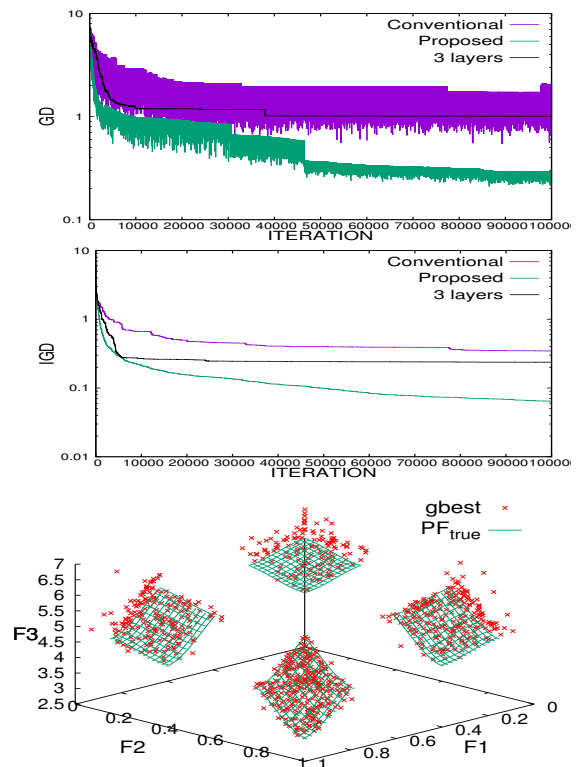 10
1
0.1
GD
Conventional
Proposed
3 layers
0 10000 20000 30000 40000 50000 60000 70000 80000 90000100000
ITERATION
10
1
0.1
0.01
IGD
Conventional
Proposed
3 layers
0 10000 20000 30000 40000 50000 60000 70000 80000 90000100000
ITERATION
gbest
PFtrue
7
6.5
6
5.5
5
4.5
4
3.5
3
2.5
F3
0 0.2 0.4 0.6 0.8 1
F2
1 0.8 0.6 0.4 0.2 0
F1